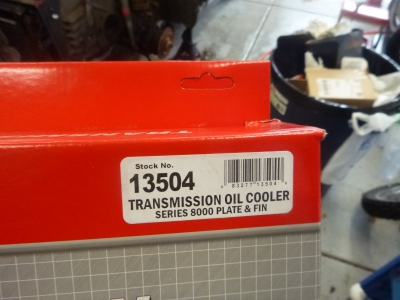 Stock No.
13504
TRANSMISSION OIL COOLER
SERIES 8000 PLATE & FIN